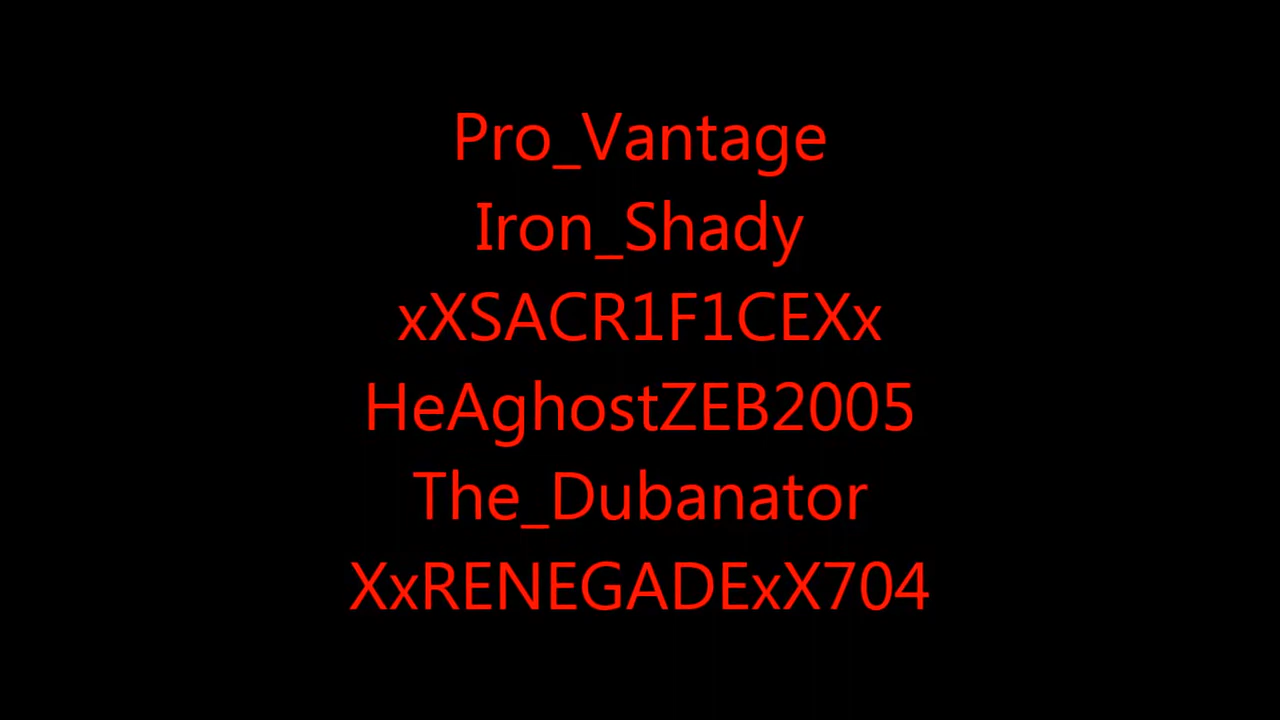 Pro_Vantage
Iron_Shady
xXSACR1F1CEXx
HeAghostZEB2005
The_Dubanator
XxRENEGADExX704